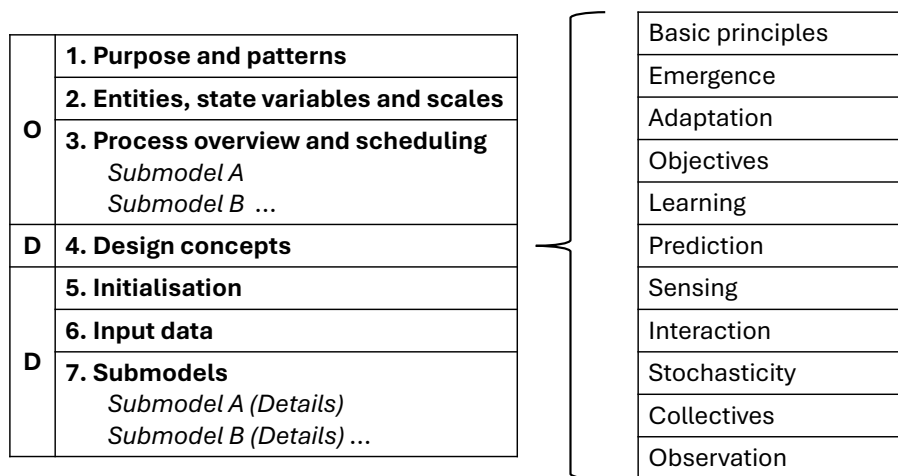 O
1. Purpose and patterns
2. Entities, state variables and scales
3. Process overview and scheduling
Submodel A
Submodel B ...
D
4. Design concepts
D
5. Initialisation
6. Input data
7. Submodels
Submodel A (Details)
Submodel B (Details) ...
Basic principles
Emergence
Adaptation
Objectives
Learning
Prediction
Sensing
Interaction
Stochasticity
Collectives
Observation